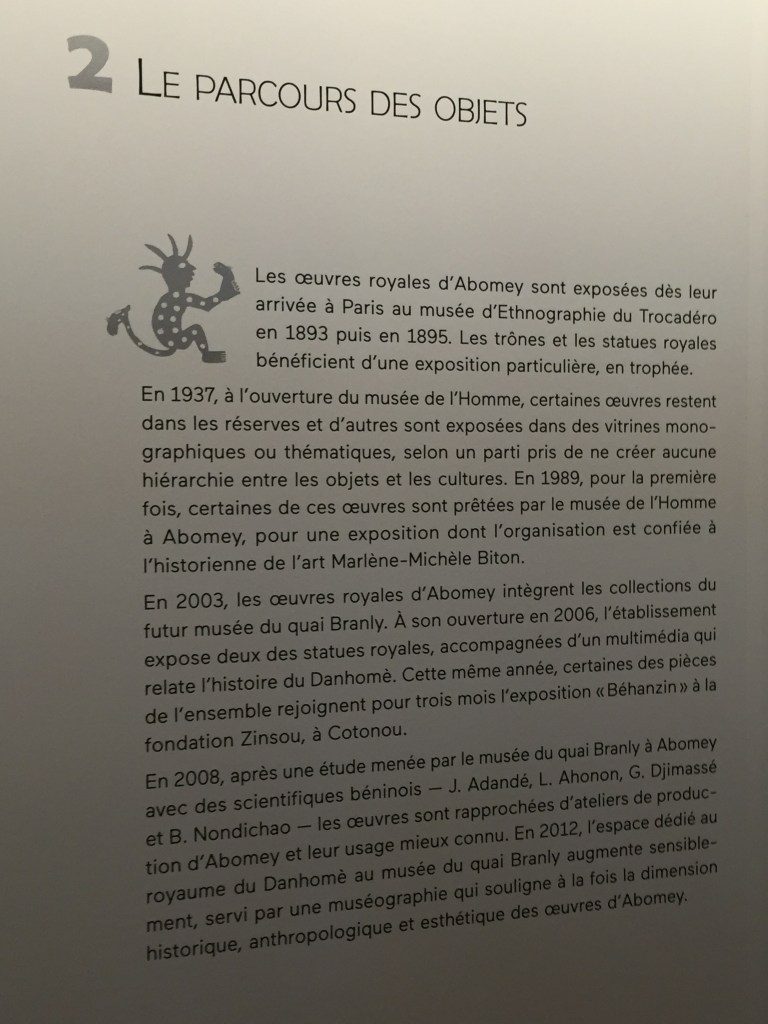 2 LE PARCOURS DES OBJETS
Les œuvres royales d'Abomey sont exposées dès leur
arrivée à Paris au musée d'Ethnographie du Trocadéro
en 1893 puis en 1895. Les trônes et les statues royales
bénéficient d'une exposition particulière, en trophée.
En 1937, à l'ouverture du musée de l'Homme, certaines œuvres restent
dans les réserves et d'autres sont exposées dans des vitrines mono-
graphiques ou thématiques, selon un parti pris de ne créer aucune
hiérarchie entre les objets et les cultures. En 1989, pour la première
fois, certaines de ces œuvres sont prêtées par le musée de l'Homme
à Abomey, pour une exposition dont l'organisation est confiée à
l'historienne de l'art Marlène-Michèle Biton.
En 2003, les œuvres royales d'Abomey intègrent les collections du
futur musée du quai Branly. À son ouverture en 2006, l'établissement
expose deux des statues royales, accompagnées d'un multimédia qui
relate l'histoire du Danhomè. Cette même année, certaines des pièces
de l'ensemble rejoignent pour trois mois l'exposition « Béhanzin » à la
fondation Zinsou, à Cotonou.
En 2008, après une étude menée par le musée du quai Branly à Abomey
avec des scientifiques béninois — J. Adandé, L. Ahonon, G. Djimassé
et B. Nondichao — les œuvres sont rapprochées d'ateliers de produc-
tion d'Abomey et leur usage mieux connu. En 2012, l'espace dédié au
royaume du Danhomè au musée du quai Branly augmente sensible-
ment, servi par une muséographie qui souligne à la fois la dimension
historique, anthropologique et esthétique des œuvres d'Abomey.